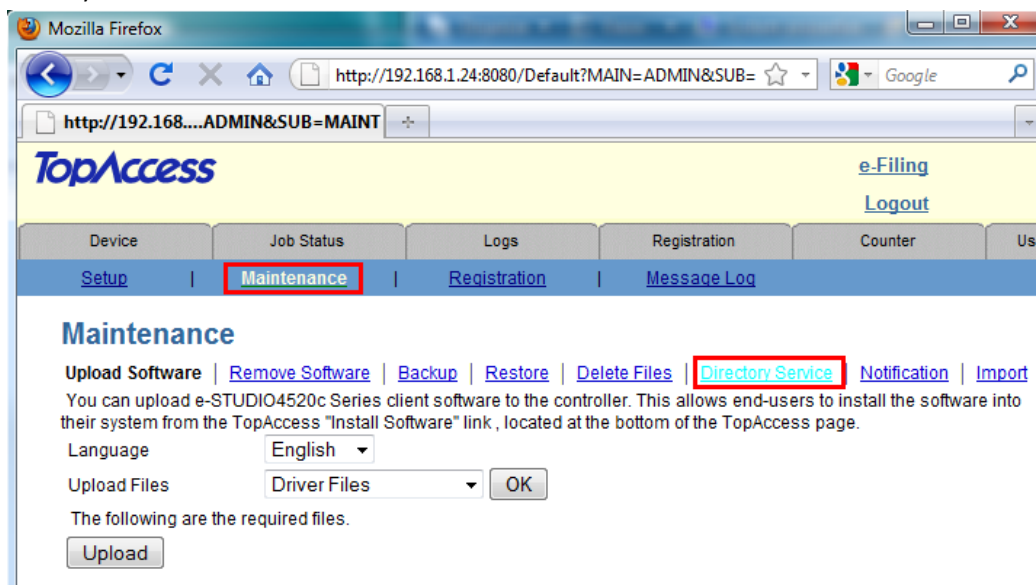 Mozilla Firefox
http://192.168.1.24:8080/Default?MAIN=ADMIN&SUB= Google
http://192.168....ADMIN&SUB=MAINT
TopAccess
e-Filing
Logout
Device Job Status Logs Registration Counter Us
Setup | Maintenance | Registration | Message Log
Maintenance
Upload Software | Remove Software | Backup | Restore | Delete Files | Directory Service | Notification | Import
You can upload e-STUDIO4520c Series client software to the controller. This allows end-users to install the software into
their system from the TopAccess "Install Software" link , located at the bottom of the TopAccess page.
Language English
Upload Files Driver Files OK
The following are the required files.
Upload